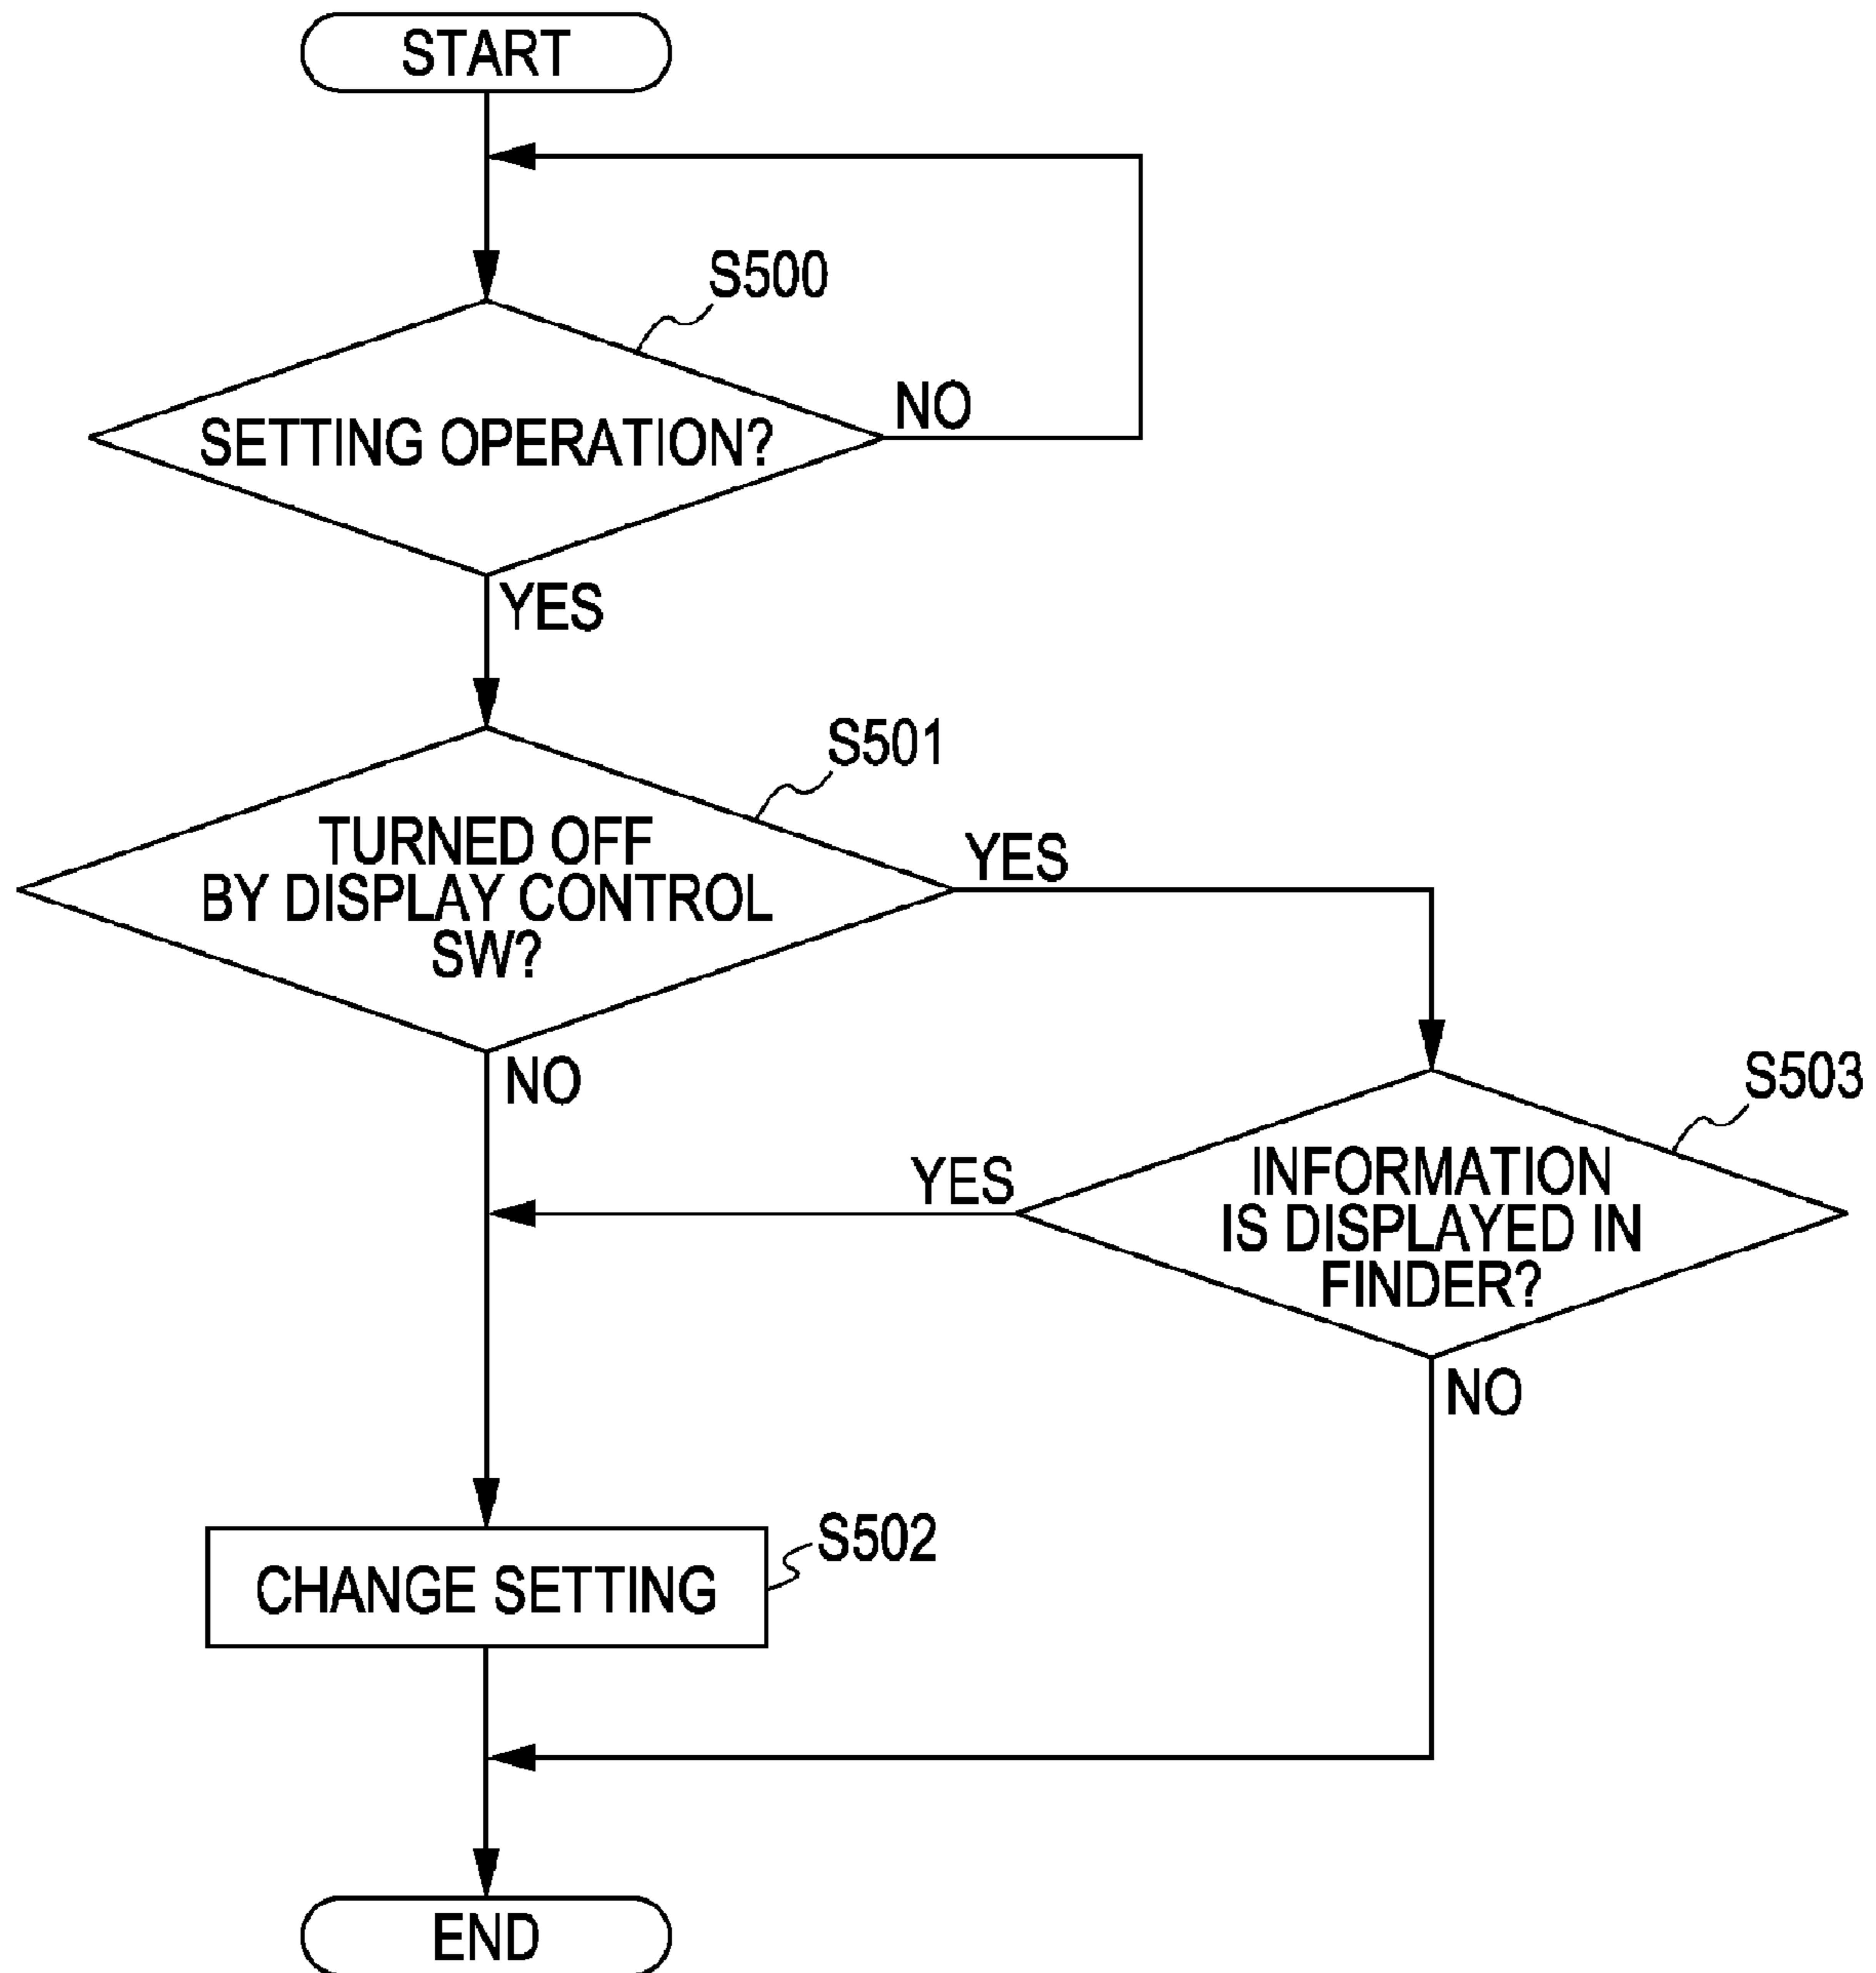 START
S500
SETTING OPERATION?
NO
YES
S501
TURNED OFF
BY DISPLAY CONTROL
SW?
YES
NO
S503
INFORMATION
IS DISPLAYED IN
FINDER?
YES
NO
S502
CHANGE SETTING
END